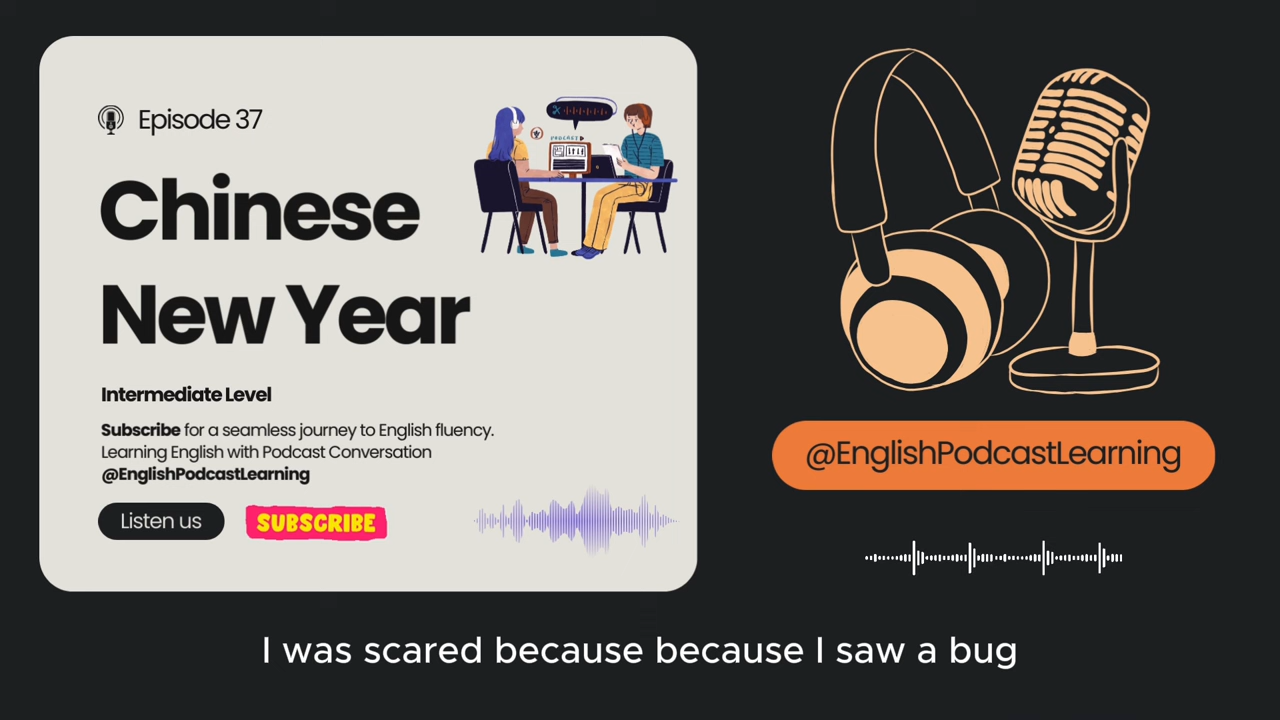 Episode 37
PODCAST
Chinese
New Year
Intermediate Level
Subscribe for a seamless journey to English fluency.
Learning English with Podcast Conversation
@EnglishPodcastLearning
Listen us
SUBSCRIBE
@EnglishPodcastLearning
I was scared because because I saw a bug